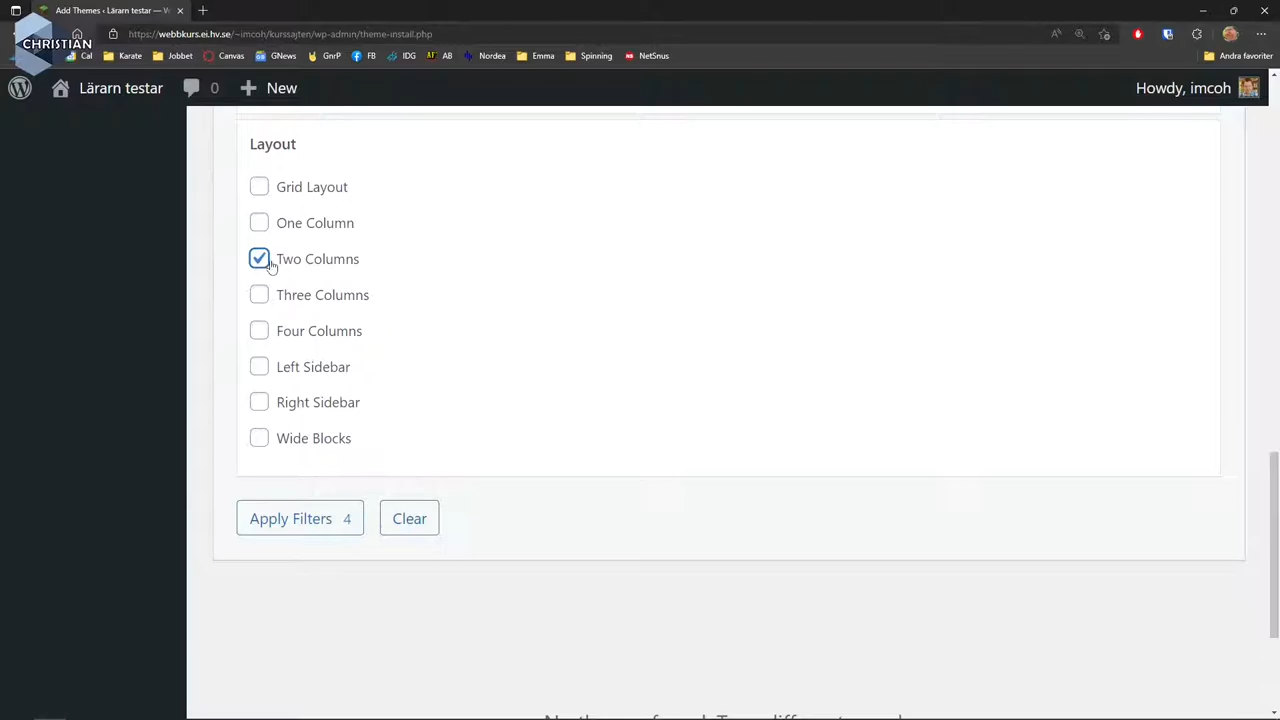 Add Themes ‹ Lärarn testar — W
https://webbkurs.ei.hv.se/~imcoh/kurssajten/wp-admin/theme-install.php
CHRISTIAN
Cal Karate Jobbet Canvas GNews GnrP FB IDG AB Nordea Emma Spinning NetSnus Andra favoriter
Lärarn testar 0 New Howdy, imcoh
Layout
Grid Layout
One Column
Two Columns
Three Columns
Four Columns
Left Sidebar
Right Sidebar
Wide Blocks
Apply Filters 4 Clear